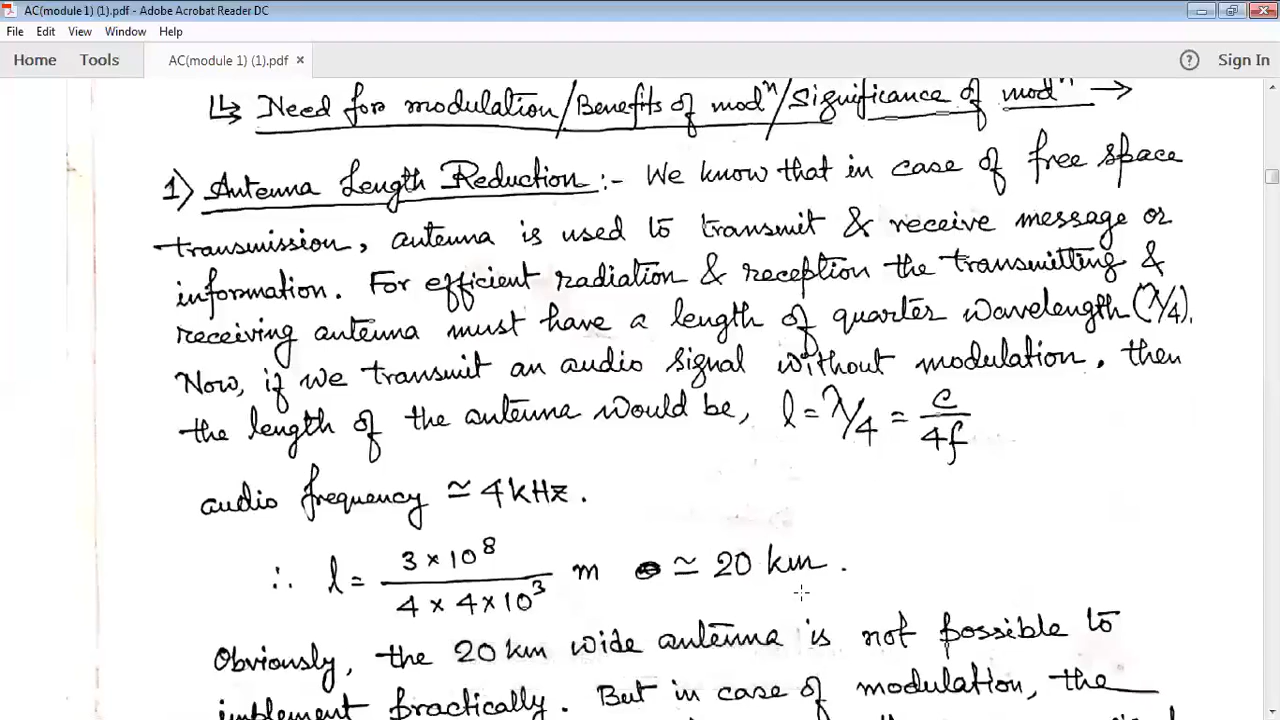 AC(module 1) (1).pdf - Adobe Acrobat Reader DC
File Edit View Window Help
Home Tools AC(module 1) (1).pdf × ? Sign In
↳ Need for modulation/Benefits of modⁿ/Significance of modⁿ →
1) Antenna Length Reduction :- We know that in case of free space
transmission, antenna is used to transmit & receive message or
information. For efficient radiation & reception the transmitting &
receiving antenna must have a length of quarter wavelength (λ/4).
Now, if we transmit an audio signal without modulation, then
the length of the antenna would be, l = λ/4 = c/4f
audio frequency ≃ 4kHz.
∴ l = 3×10⁸ / 4 × 4×10³ m ≃ 20 km.
Obviously, the 20 km wide antenna is not possible to
implement practically. But in case of modulation, the